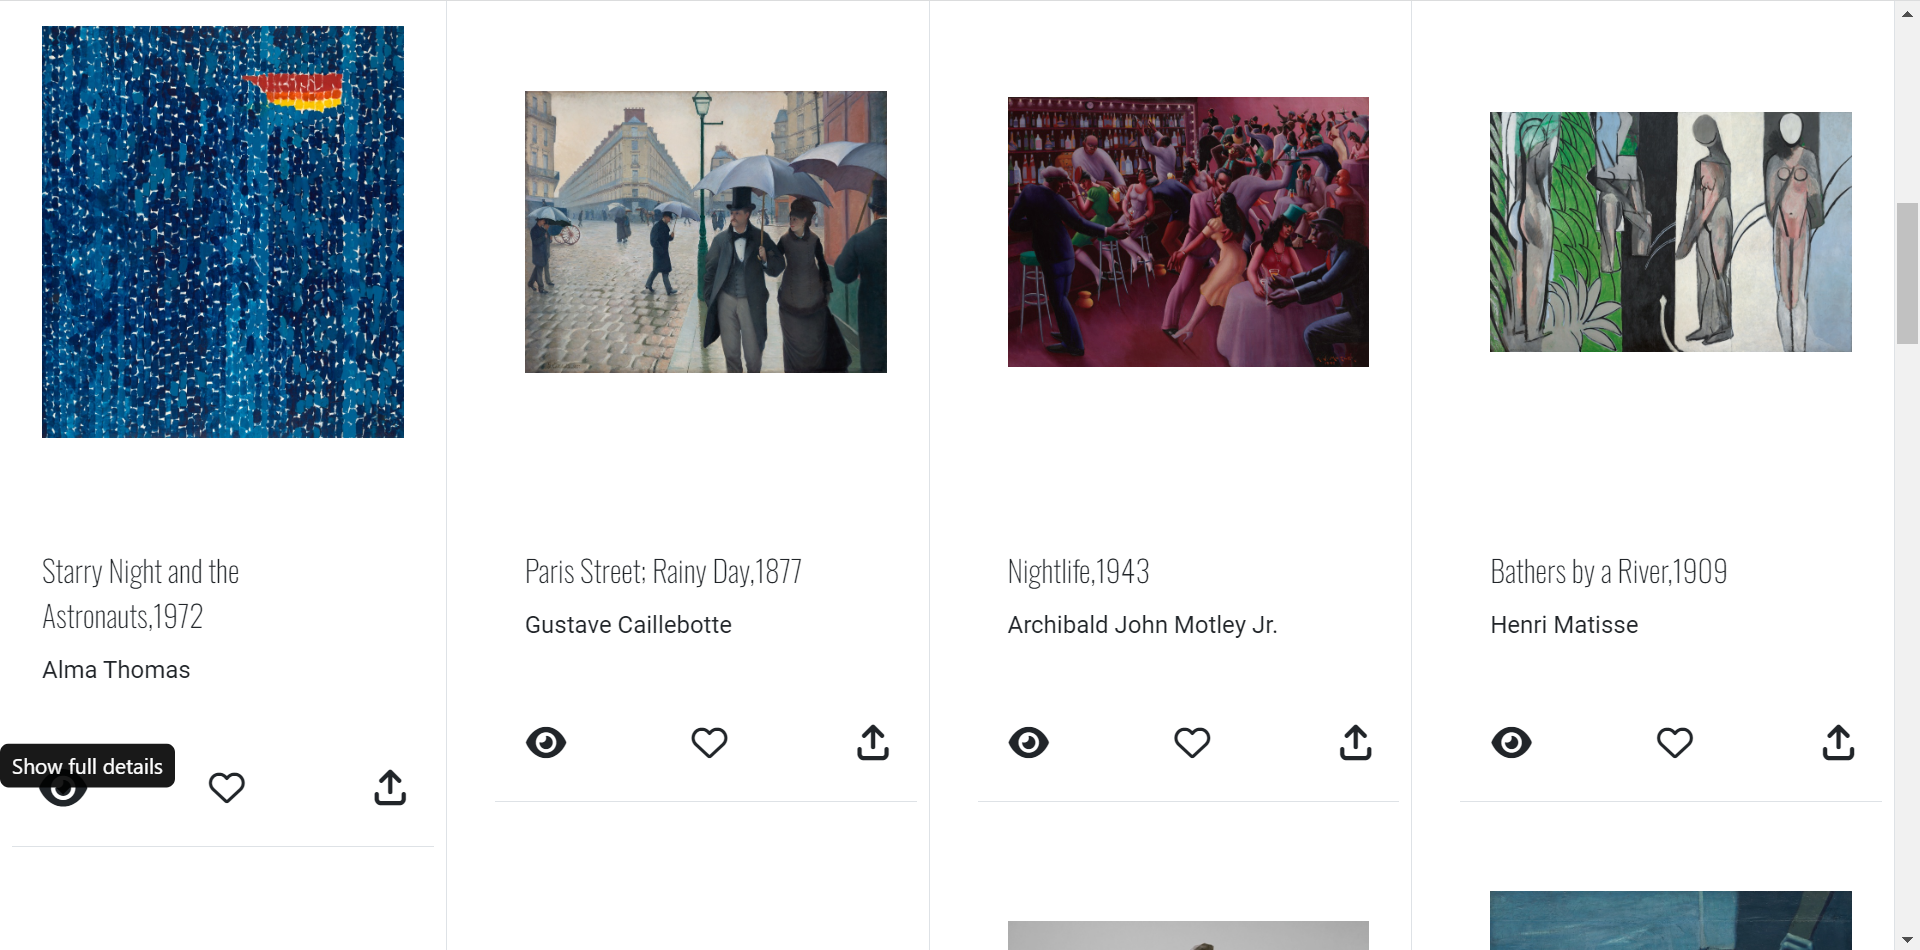 Starry Night and the
Astronauts,1972
Alma Thomas
Show full details
Paris Street; Rainy Day,1877
Gustave Caillebotte
Nightlife,1943
Archibald John Motley Jr.
Bathers by a River,1909
Henri Matisse